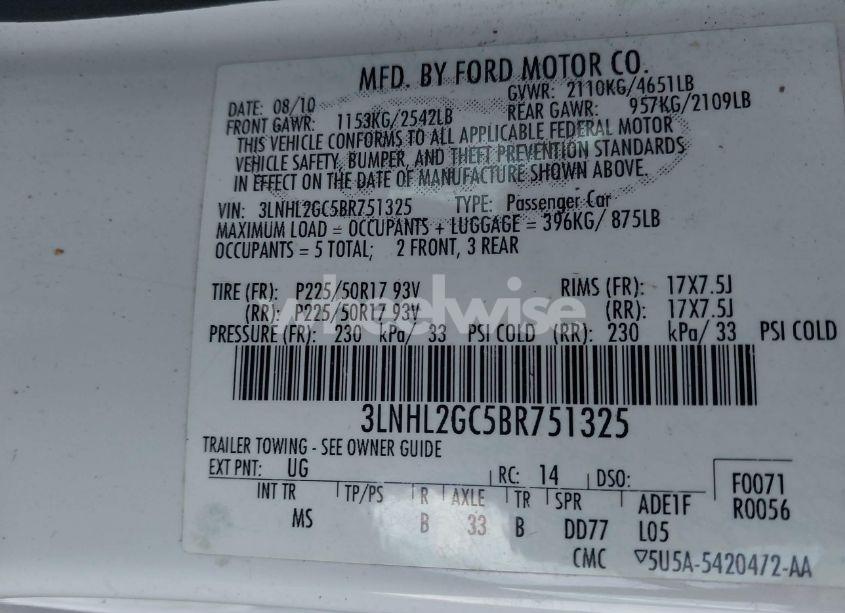 MFD. BY FORD MOTOR CO.
DATE: 08/10 GVWR: 2110KG/4651LB
FRONT GAWR: 1153KG/2542LB REAR GAWR: 957KG/2109LB
THIS VEHICLE CONFORMS TO ALL APPLICABLE FEDERAL MOTOR
VEHICLE SAFETY, BUMPER, AND THEFT PREVENTION STANDARDS
IN EFFECT ON THE DATE OF MANUFACTURE SHOWN ABOVE.
VIN: 3LNHL2GC5BR751325 TYPE: Passenger Car
MAXIMUM LOAD = OCCUPANTS + LUGGAGE = 396KG/ 875LB
OCCUPANTS = 5 TOTAL; 2 FRONT, 3 REAR
TIRE (FR): P225/50R17 93V RIMS (FR): 17X7.5J
(RR): P225/50R17 93V (RR): 17X7.5J
wheelwise
PRESSURE (FR): 230 kPa/ 33 PSI COLD (RR): 230 kPa/ 33 PSI COLD
3LNHL2GC5BR751325
TRAILER TOWING - SEE OWNER GUIDE
EXT PNT: UG RC: 14 DSO: F0071
INT TR TP/PS R AXLE TR SPR ADE1F R0056
MS B 33 B DD77 L05
CMC 5U5A-5420472-AA